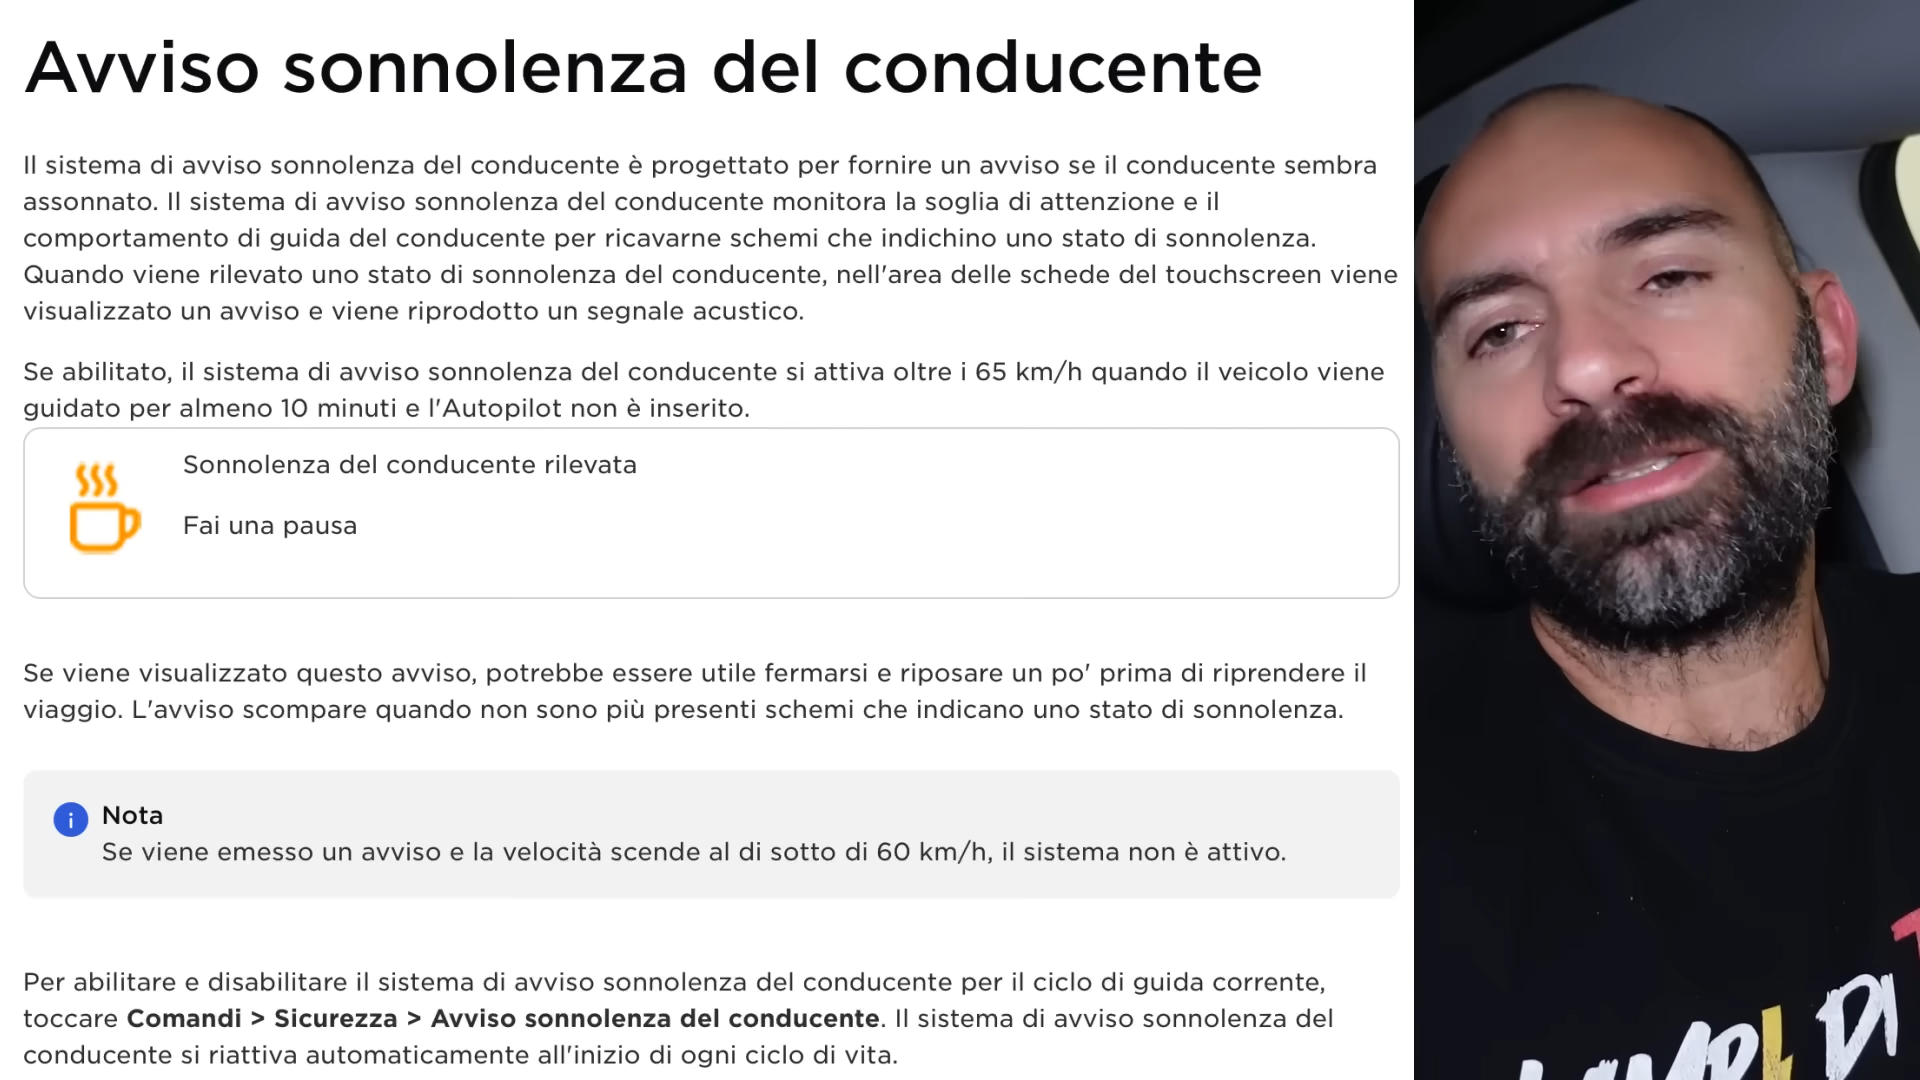 Avviso sonnolenza del conducente
Il sistema di avviso sonnolenza del conducente è progettato per fornire un avviso se il conducente sembra
assonnato. Il sistema di avviso sonnolenza del conducente monitora la soglia di attenzione e il
comportamento di guida del conducente per ricavarne schemi che indichino uno stato di sonnolenza.
Quando viene rilevato uno stato di sonnolenza del conducente, nell'area delle schede del touchscreen viene
visualizzato un avviso e viene riprodotto un segnale acustico.
Se abilitato, il sistema di avviso sonnolenza del conducente si attiva oltre i 65 km/h quando il veicolo viene
guidato per almeno 10 minuti e l'Autopilot non è inserito.
Sonnolenza del conducente rilevata
Fai una pausa
Se viene visualizzato questo avviso, potrebbe essere utile fermarsi e riposare un po' prima di riprendere il
viaggio. L'avviso scompare quando non sono più presenti schemi che indicano uno stato di sonnolenza.
Nota
Se viene emesso un avviso e la velocità scende al di sotto di 60 km/h, il sistema non è attivo.
Per abilitare e disabilitare il sistema di avviso sonnolenza del conducente per il ciclo di guida corrente,
toccare Comandi > Sicurezza > Avviso sonnolenza del conducente. Il sistema di avviso sonnolenza del
conducente si riattiva automaticamente all'inizio di ogni ciclo di vita.
DI